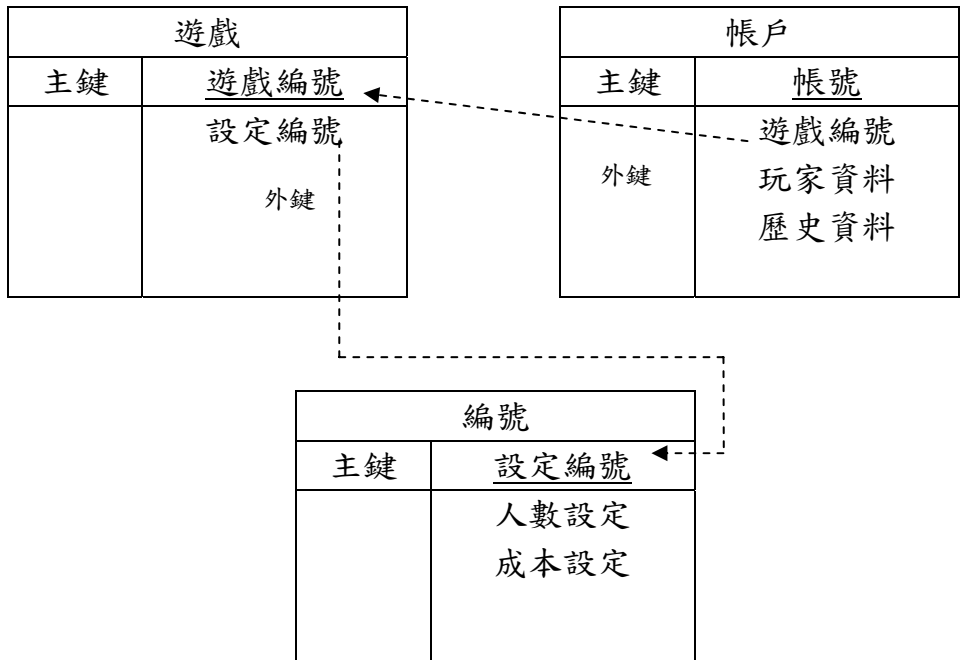 遊戲
主鍵 遊戲編號
設定編號
外鍵
帳戶
主鍵 帳號
遊戲編號
外鍵 玩家資料
歷史資料
編號
主鍵 設定編號
人數設定
成本設定